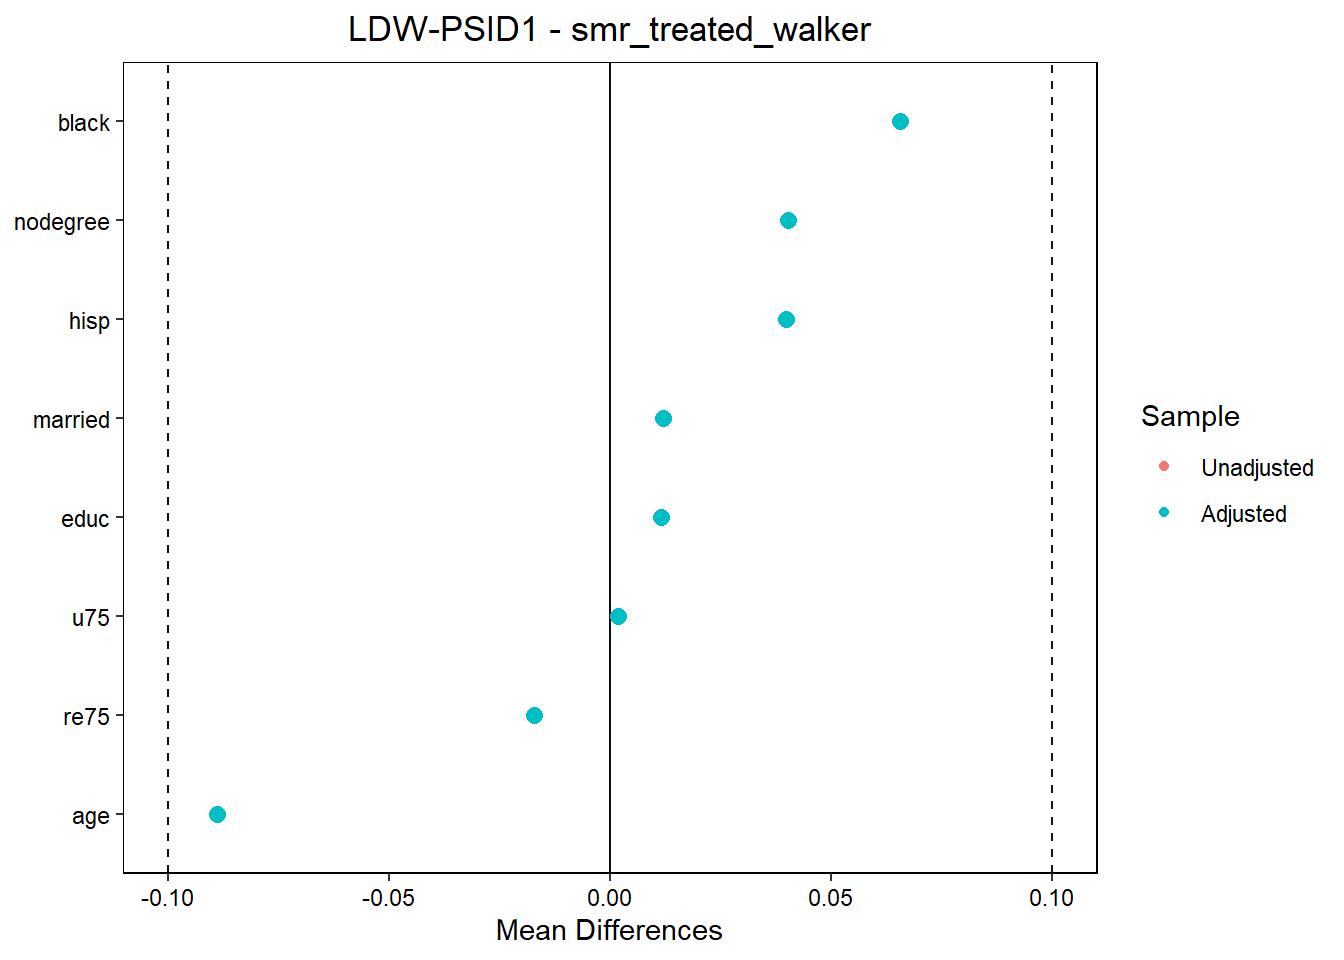 LDW-PSID1 - smr_treated_walker
black
nodegree
hisp
married
educ
u75
re75
age
-0.10 -0.05 0.00 0.05 0.10
Mean Differences
Sample
Unadjusted
Adjusted